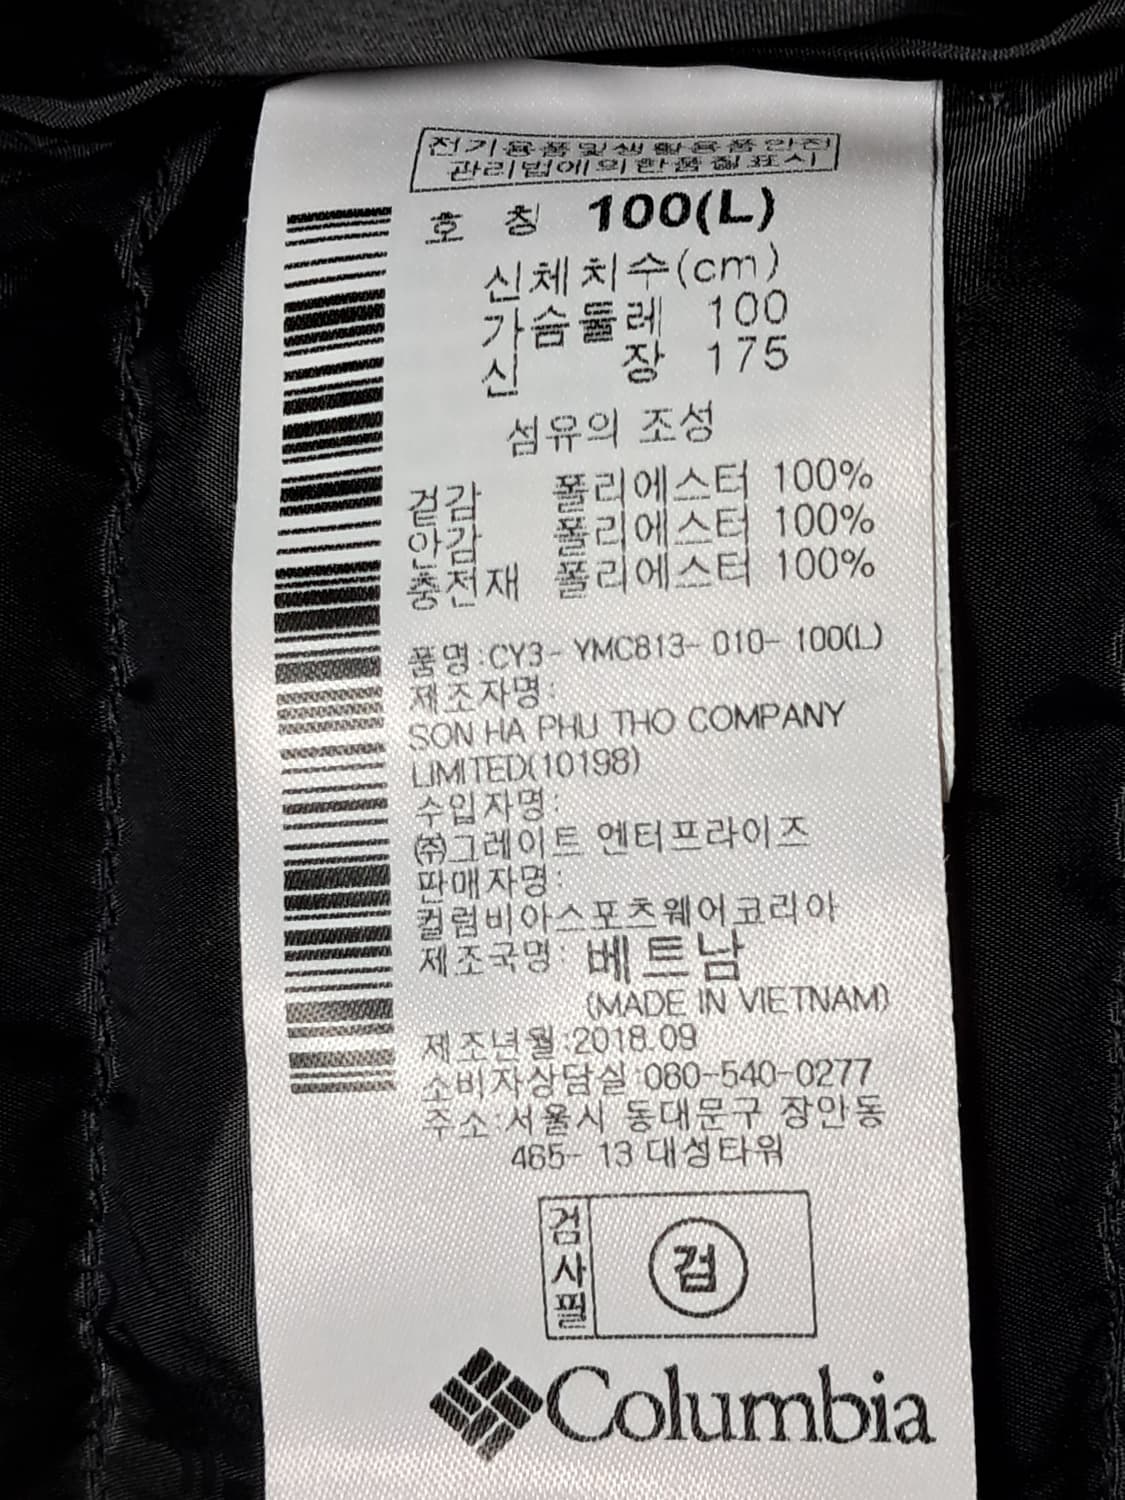 전기용품및생활용품안전
관리법에의한품질표시
호 칭 100(L)
신체치수(cm)
가슴둘레 100
신 장 175
섬유의 조성
겉감 폴리에스터 100%
안감 폴리에스터 100%
충전재 폴리에스터 100%
품명:CY3- YMC813- 010- 100(L)
제조자명:
SON HA PHU THO COMPANY
LIMITED(10198)
수입자명:
㈜그레이트 엔터프라이즈
판매자명:
컬럼비아스포츠웨어코리아
제조국명: 베트남
(MADE IN VIETNAM)
제조년월:2018.09
소비자상담실:080-540-0277
주소:서울시 동대문구 장안동
465- 13 대성타워
검사필 검
Columbia